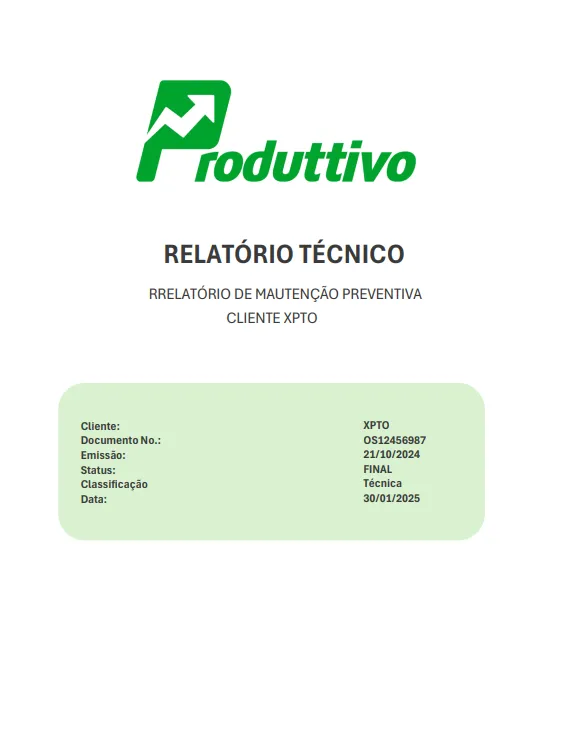 Produttivo
RELATÓRIO TÉCNICO
RRELATÓRIO DE MAUTENÇÃO PREVENTIVA
CLIENTE XPTO
Cliente: XPTO
Documento No.: OS12456987
Emissão: 21/10/2024
Status: FINAL
Classificação Técnica
Data: 30/01/2025